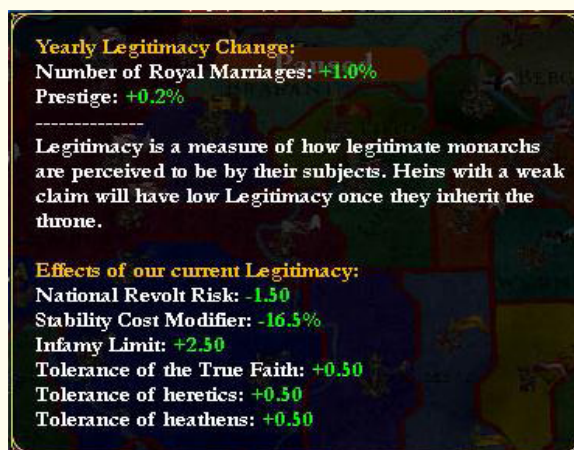 Yearly Legitimacy Change:
Number of Royal Marriages: +1.0%
Prestige: +0.2%
--------------
Legitimacy is a measure of how legitimate monarchs
are perceived to be by their subjects. Heirs with a weak
claim will have low Legitimacy once they inherit the
throne.
Effects of our current Legitimacy:
National Revolt Risk: -1.50
Stability Cost Modifier: -16.5%
Infamy Limit: +2.50
Tolerance of the True Faith: +0.50
Tolerance of heretics: +0.50
Tolerance of heathens: +0.50